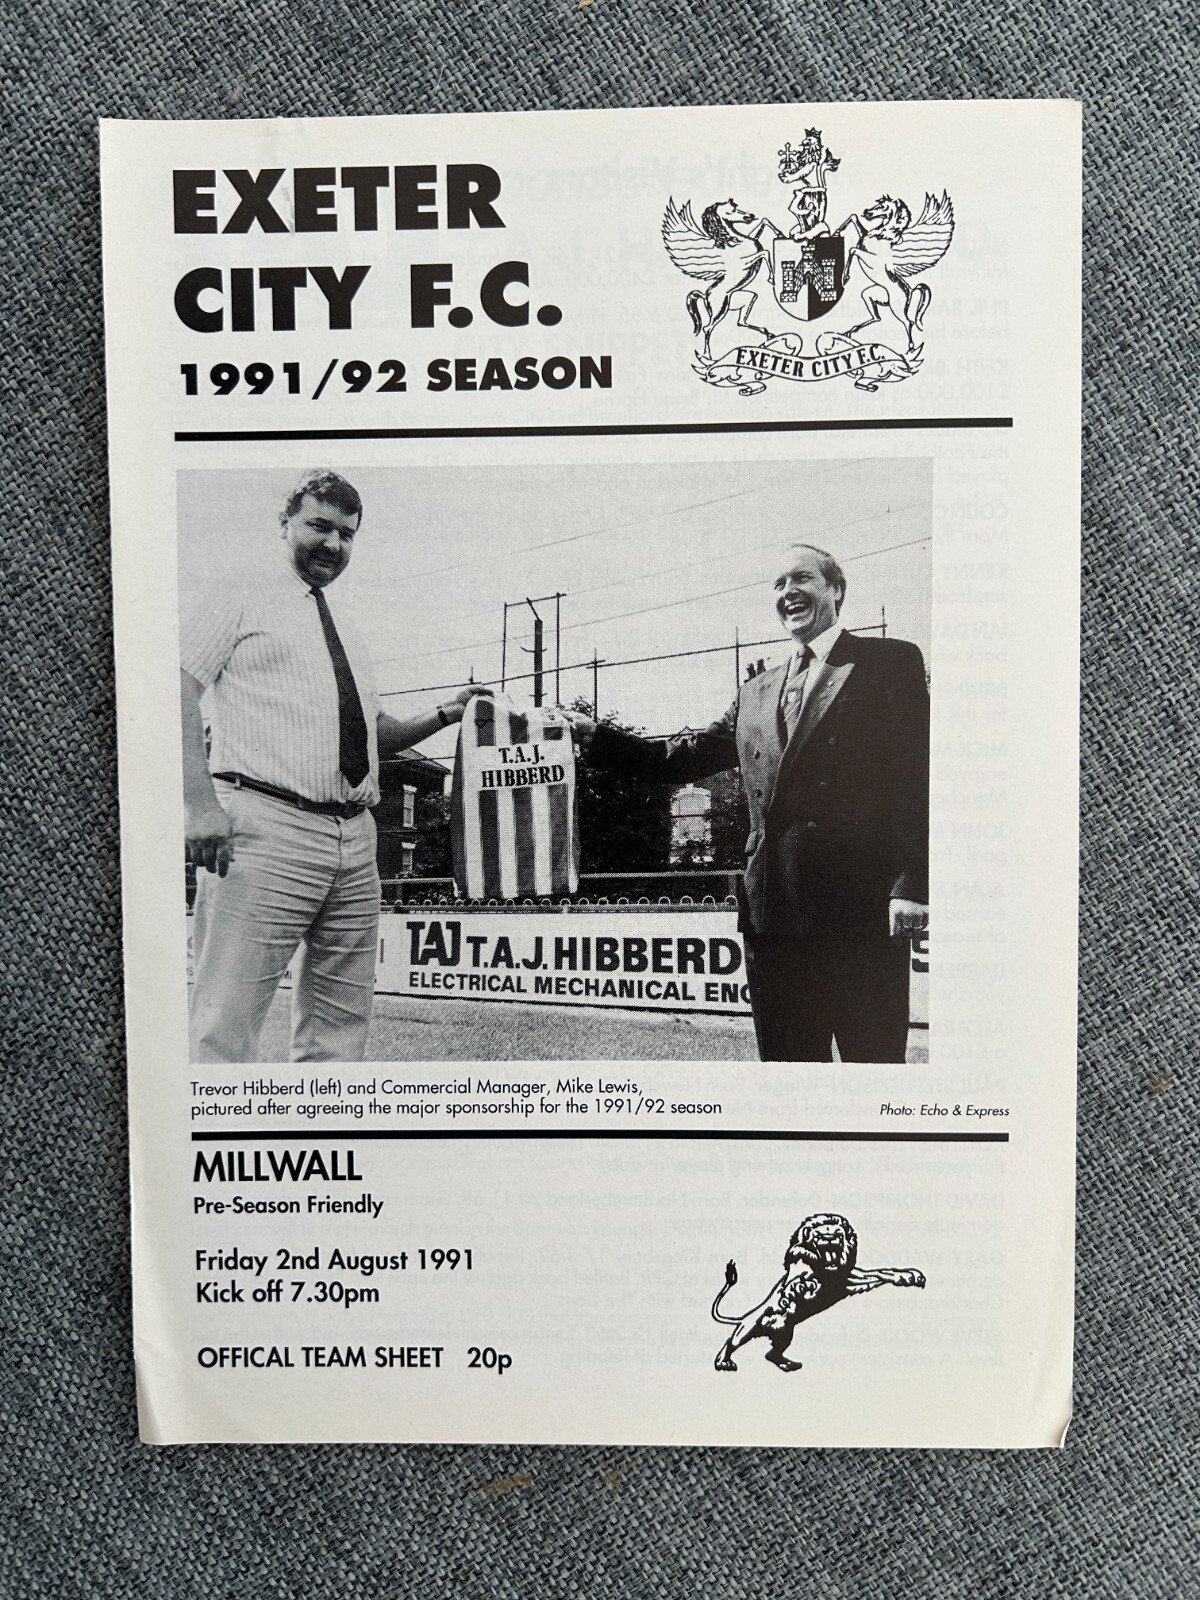 EXETER
CITY F.C.
1991/92 SEASON
EXETER CITY F.C.
T.A.J.
HIBBERD
TAJ T.A.J. HIBBERD
ELECTRICAL MECHANICAL ENG
Trevor Hibberd (left) and Commercial Manager, Mike Lewis,
pictured after agreeing the major sponsorship for the 1991/92 season
Photo: Echo & Express
MILLWALL
Pre-Season Friendly
Friday 2nd August 1991
Kick off 7.30pm
OFFICAL TEAM SHEET 20p